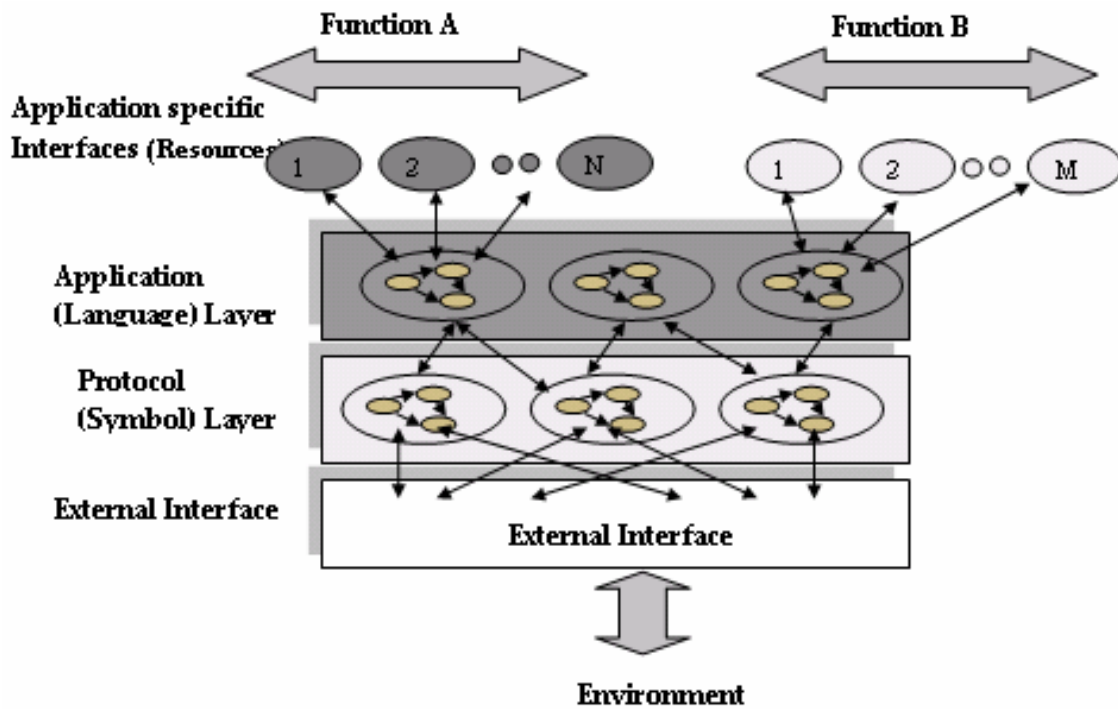 Function A
Function B
Application specific
Interfaces (Resources)
1
2
N
1
2
M
Application
(Language) Layer
Protocol
(Symbol) Layer
External Interface
External Interface
Environment